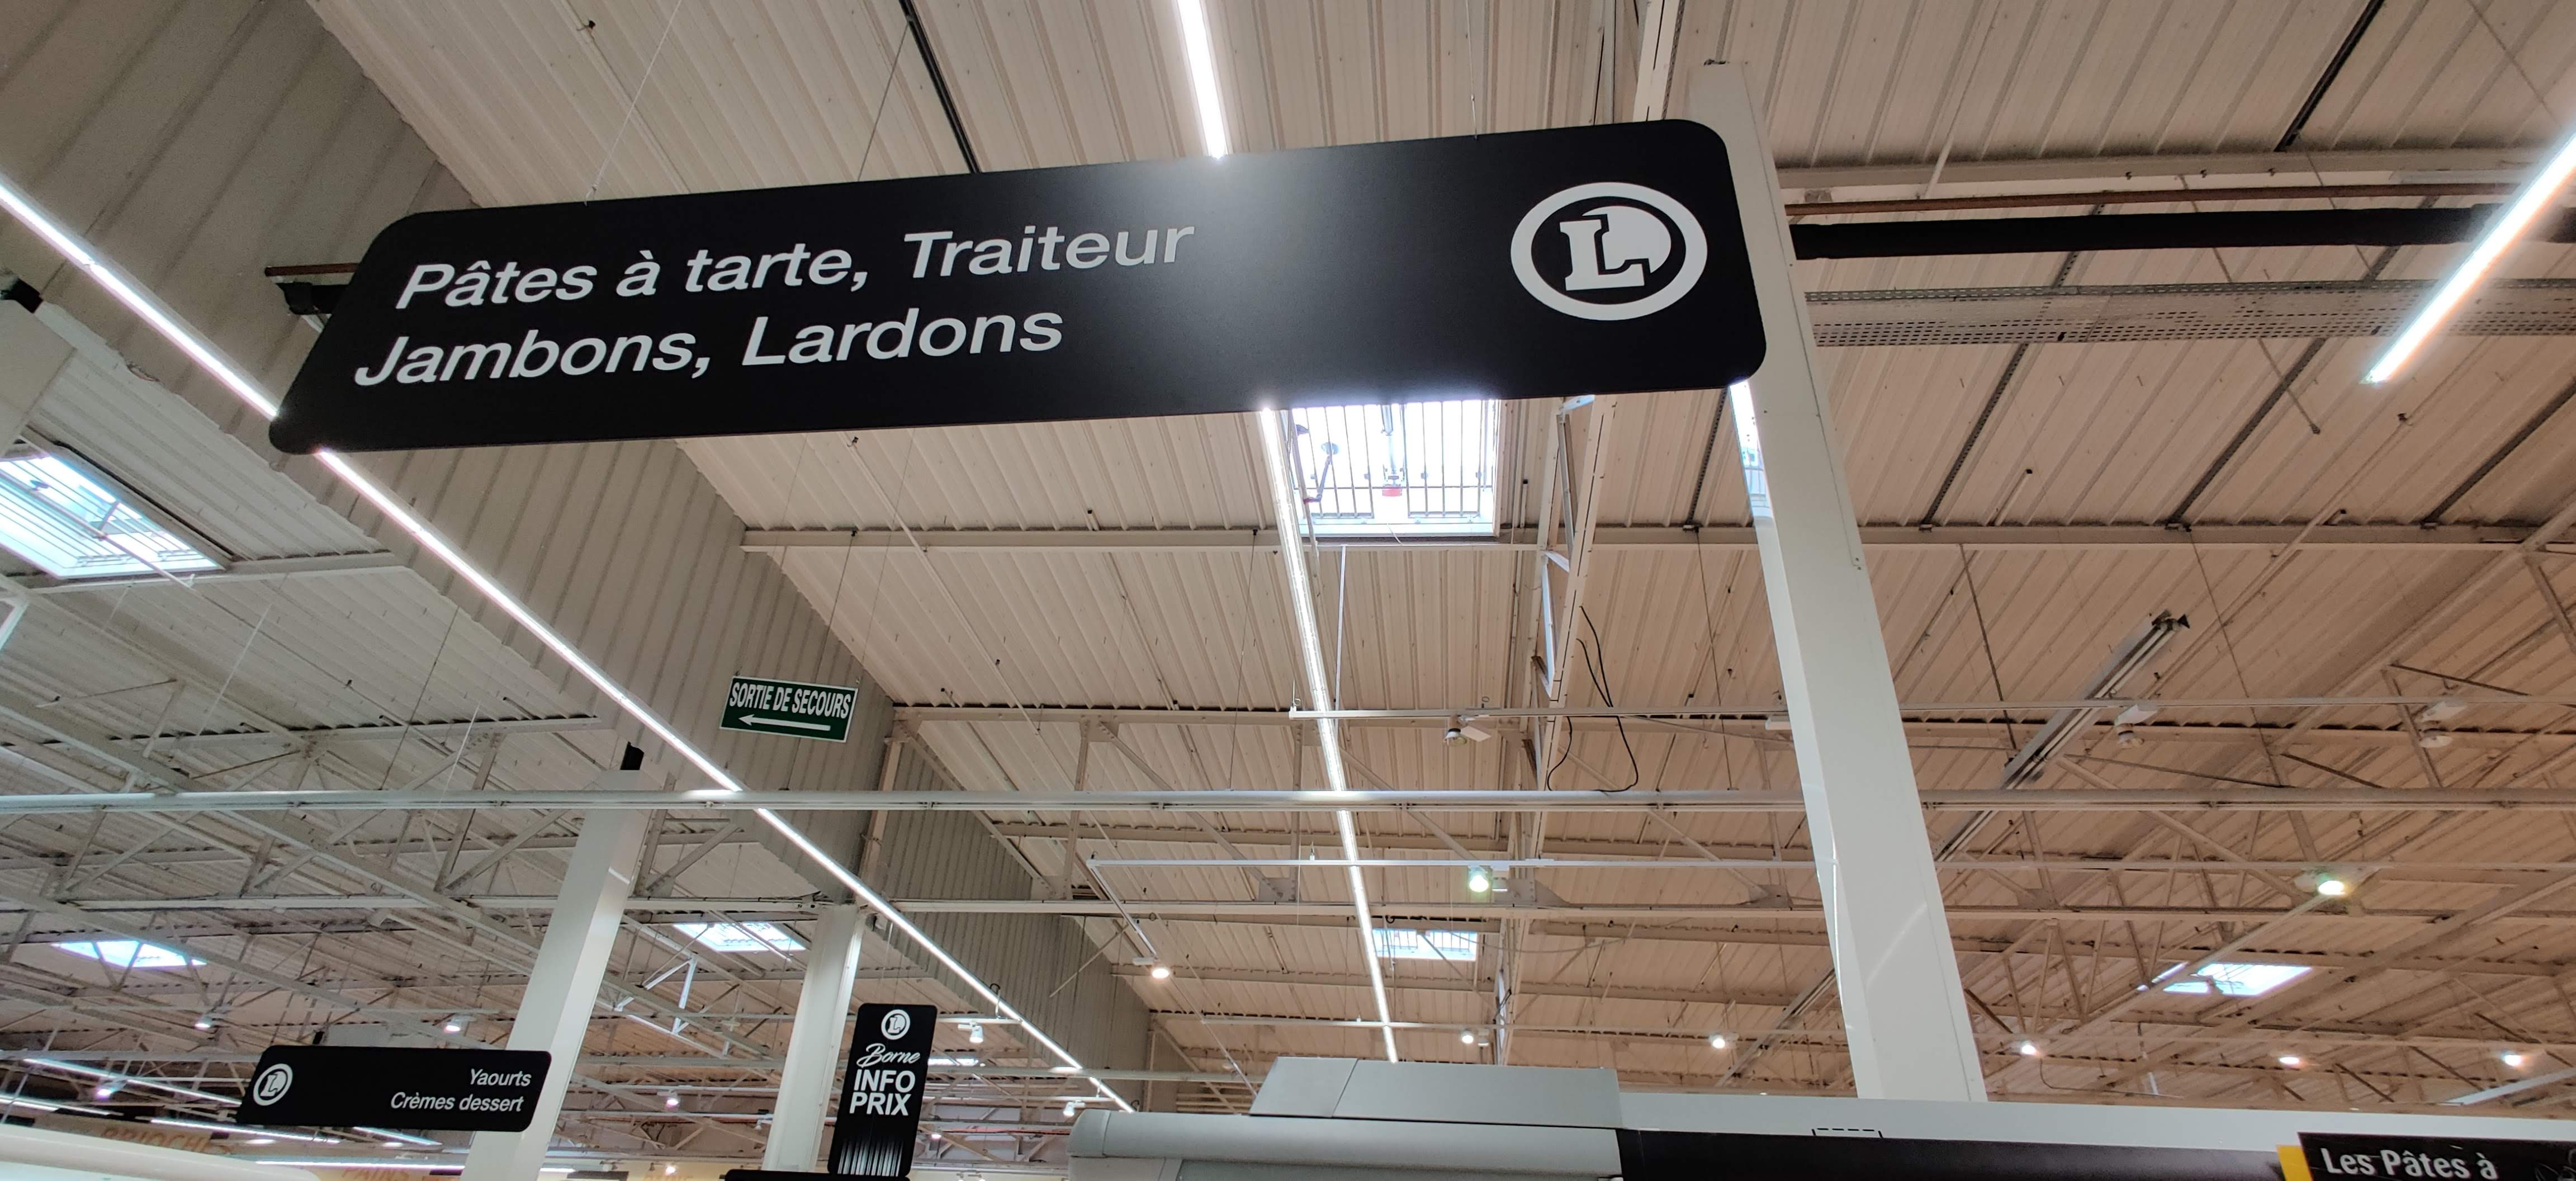 Pâtes à tarte, Traiteur
Jambons, Lardons
L
SORTIE DE SECOURS
L
Yaourts
Crèmes dessert
L
Borne
INFO
PRIX
Les Pâtes à